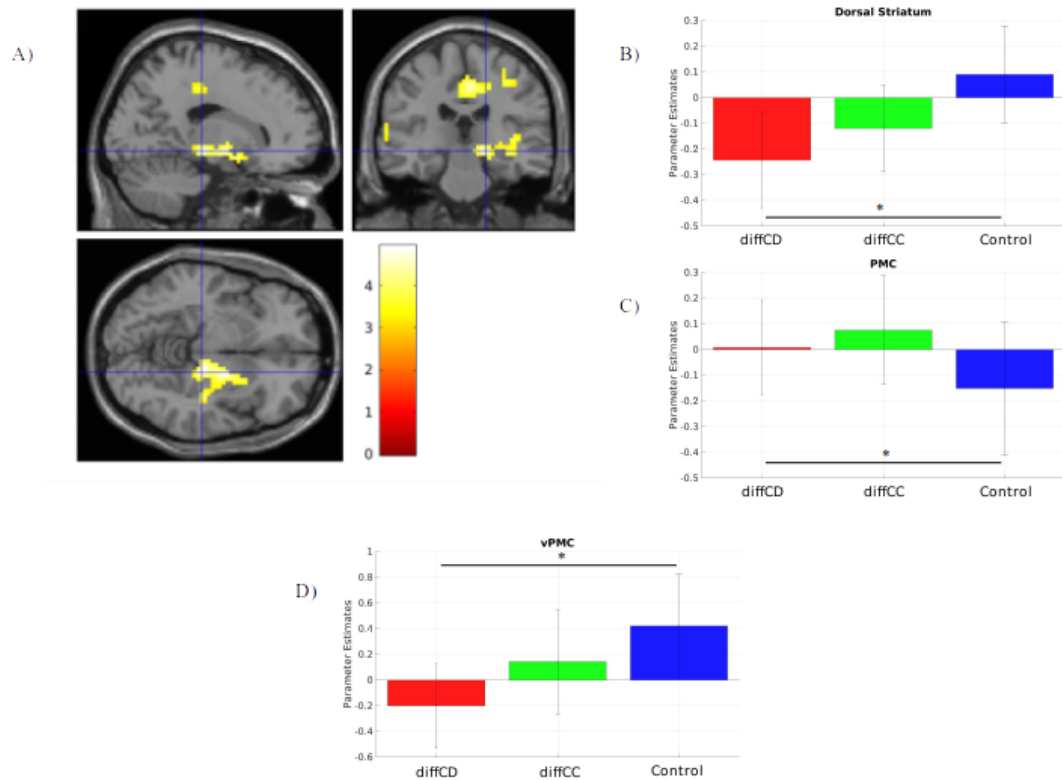 A)
4
3
2
1
0
B)
Dorsal Striatum
Parameter Estimates
0.3
0.2
0.1
0
-0.1
-0.2
-0.3
-0.4
-0.5
*
diffCD diffCC Control
C)
PMC
Parameter Estimates
0.3
0.2
0.1
0
-0.1
-0.2
-0.3
-0.4
-0.5
*
diffCD diffCC Control
D)
vPMC
Parameter Estimates
1
0.8
0.6
0.4
0.2
0
-0.2
-0.4
-0.6
*
diffCD diffCC Control